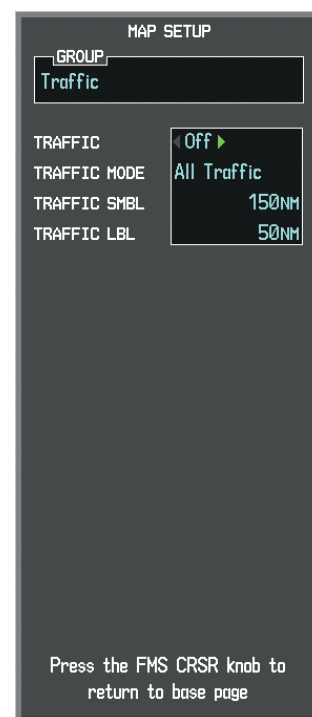 MAP SETUP
GROUP
Traffic
TRAFFIC Off
TRAFFIC MODE All Traffic
TRAFFIC SMBL 150NM
TRAFFIC LBL 50NM
Press the FMS CRSR knob to
return to base page